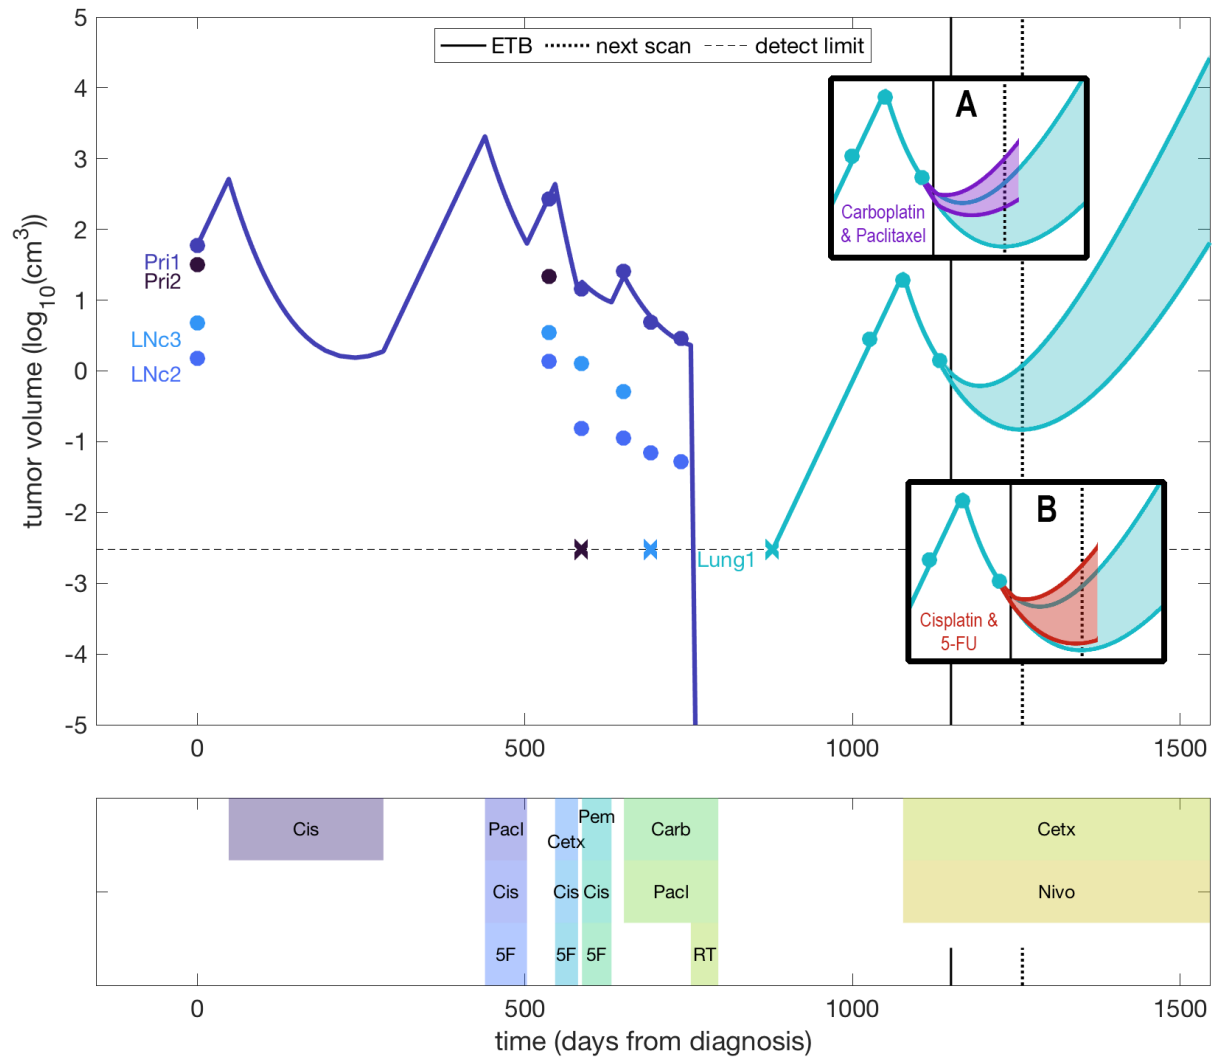 ETB next scan detect limit
5
4
3
2
1
0
-1
-2
-3
-4
-5
tumor volume (log10(cm3))
Pri1
Pri2
LNc3
LNc2
Lung1
A
Carboplatin
& Paclitaxel
B
Cisplatin &
5-FU
0 500 1000 1500
Cis Pacl Cetx Pem Carb Cetx
Cis Cis Cis Pacl Nivo
5F 5F 5F RT
0 500 1000 1500
time (days from diagnosis)